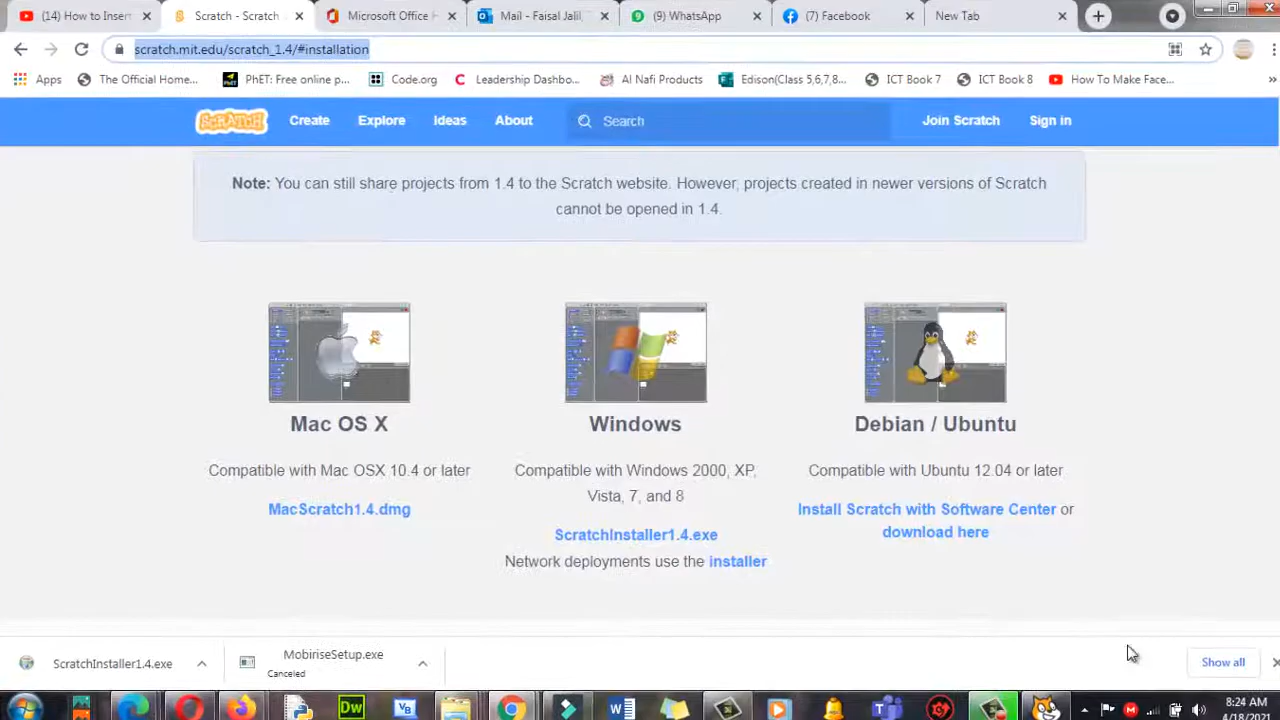 (14) How to Insert
Scratch - Scratch
Microsoft Office H
Mail - Faisal Jalil
(9) WhatsApp
(7) Facebook
New Tab
scratch.mit.edu/scratch_1.4/#installation
Apps
The Official Home...
PhET: Free online p...
Code.org
Leadership Dashbo...
Al Nafi Products
Edison(Class 5,6,7,8...
ICT Book 7
ICT Book 8
How To Make Face...
SCRATCH
Create
Explore
Ideas
About
Search
Join Scratch
Sign in
Note: You can still share projects from 1.4 to the Scratch website. However, projects created in newer versions of Scratch
cannot be opened in 1.4.
Mac OS X
Compatible with Mac OSX 10.4 or later
MacScratch1.4.dmg
Windows
Compatible with Windows 2000, XP,
Vista, 7, and 8
ScratchInstaller1.4.exe
Network deployments use the installer
Debian / Ubuntu
Compatible with Ubuntu 12.04 or later
Install Scratch with Software Center or
download here
ScratchInstaller1.4.exe
MobiriseSetup.exe
Canceled
Show all
Dw
VB
8:24 AM
4/18/2021